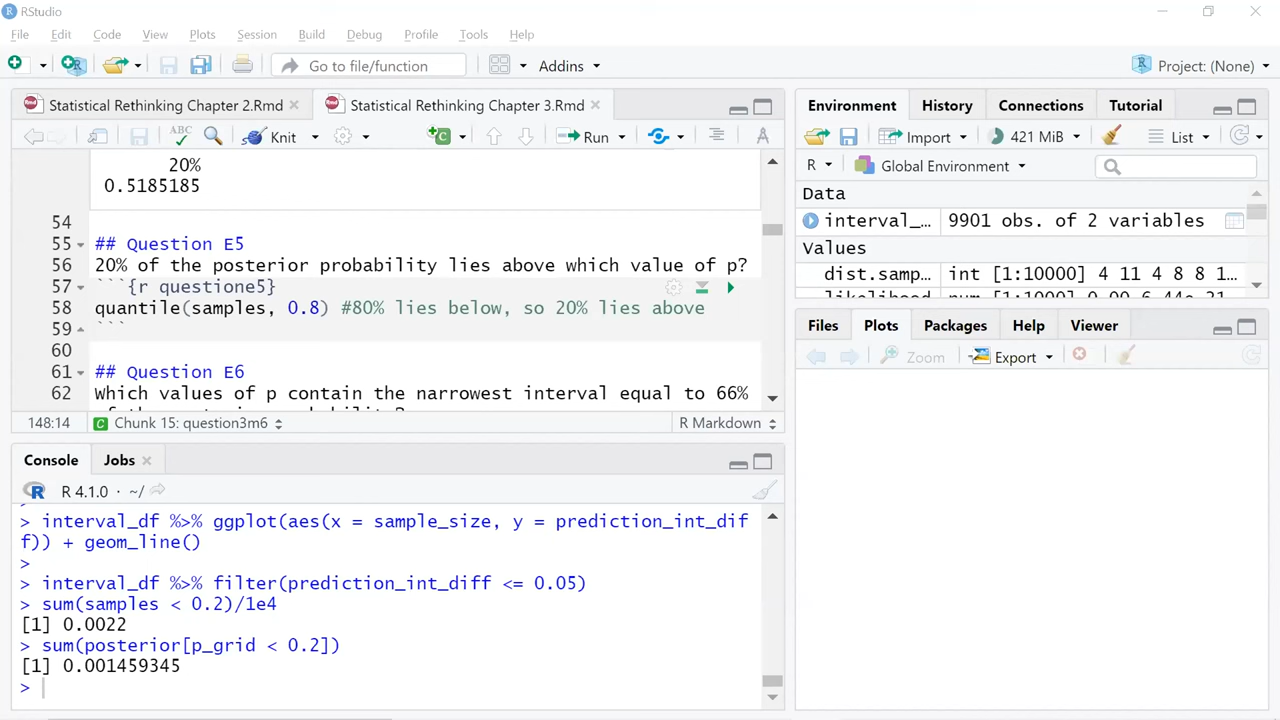 RStudio
File Edit Code View Plots Session Build Debug Profile Tools Help
Go to file/function Addins Project: (None)
Statistical Rethinking Chapter 2.Rmd Statistical Rethinking Chapter 3.Rmd
ABC Knit Run
20%
0.5185185
54
55 ## Question E5
56 20% of the posterior probability lies above which value of p?
57 ```{r questione5}
58 quantile(samples, 0.8) #80% lies below, so 20% lies above
59 ```
60
61 ## Question E6
62 Which values of p contain the narrowest interval equal to 66%
148:14 Chunk 15: question3m6 R Markdown
Console Jobs
R 4.1.0 · ~/
> interval_df %>% ggplot(aes(x = sample_size, y = prediction_int_dif
f)) + geom_line()
>
> interval_df %>% filter(prediction_int_diff <= 0.05)
> sum(samples < 0.2)/1e4
[1] 0.0022
> sum(posterior[p_grid < 0.2])
[1] 0.001459345
>
Environment History Connections Tutorial
Import 421 MiB List
R Global Environment
Data
interval_… 9901 obs. of 2 variables
Values
dist.samp… int [1:10000] 4 11 4 8 8 1…
Files Plots Packages Help Viewer
Zoom Export